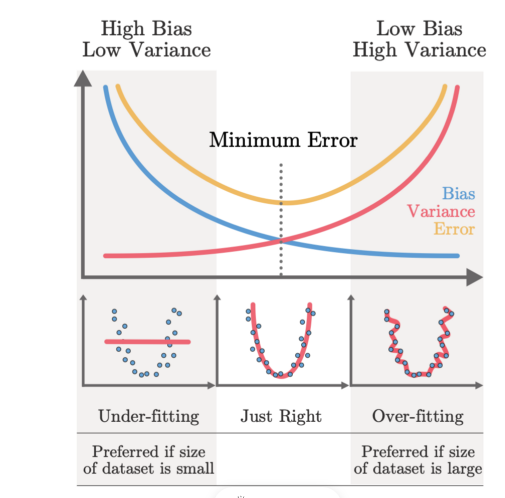 High Bias
Low Variance
Low Bias
High Variance
Minimum Error
Bias
Variance
Error
Under-fitting
Just Right
Over-fitting
Preferred if size
of dataset is small
Preferred if size
of dataset is large